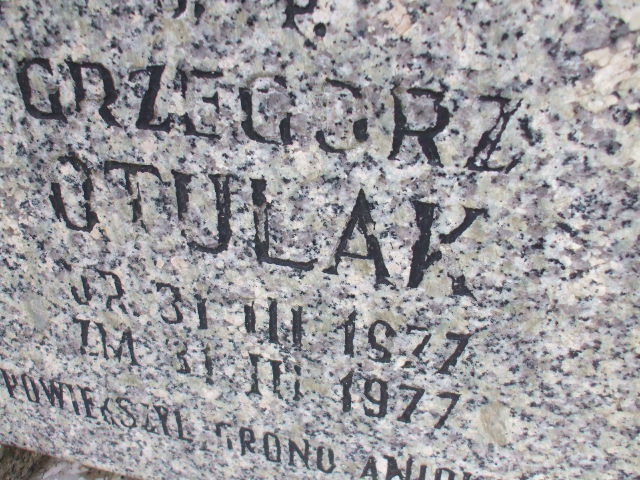 Ś. P.
GRZEGORZ
OTULAK
UR. 31 III 1977
ZM. 31 III 1977
POWIĘKSZYŁ GRONO